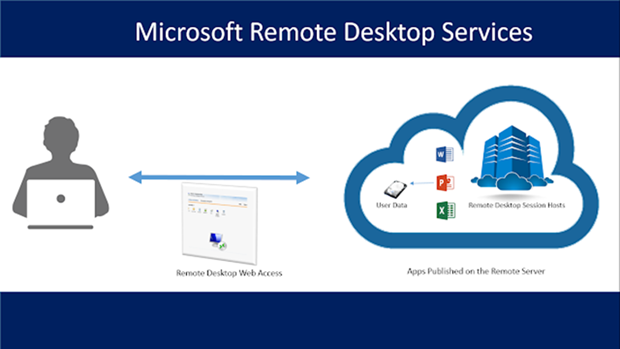 Microsoft Remote Desktop Services
W
P
X
User Data
Remote Desktop Session Hosts
Remote Desktop Web Access
Apps Published on the Remote Server